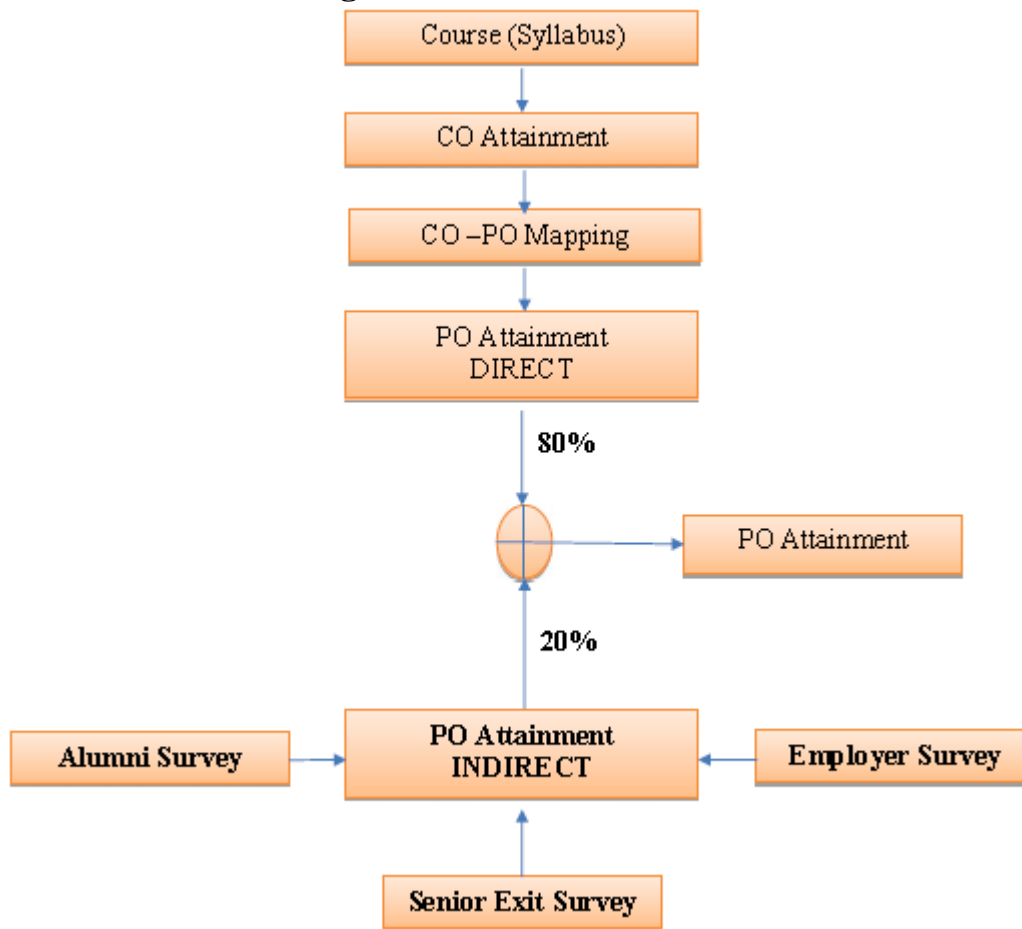 Course (Syllabus)
CO Attainment
CO –PO Mapping
PO Attainment
DIRECT
80%
PO Attainment
20%
PO Attainment
INDIRECT
Alumni Survey
Employer Survey
Senior Exit Survey